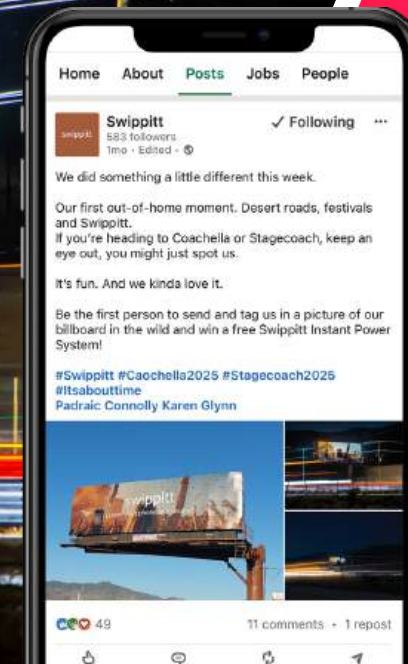 Home About Posts Jobs People
swippitt
Swippitt
✓ Following ...
583 followers
1mo • Edited •
We did something a little different this week.
Our first out-of-home moment. Desert roads, festivals
and Swippitt.
If you're heading to Coachella or Stagecoach, keep an
eye out, you might just spot us.
It's fun. And we kinda love it.
Be the first person to send and tag us in a picture of our
billboard in the wild and win a free Swippitt Instant Power
System!
#Swippitt #Caochella2025 #Stagecoach2025
#Itsabouttime
Padraic Connolly Karen Glynn
swippitt
49
11 comments • 1 repost